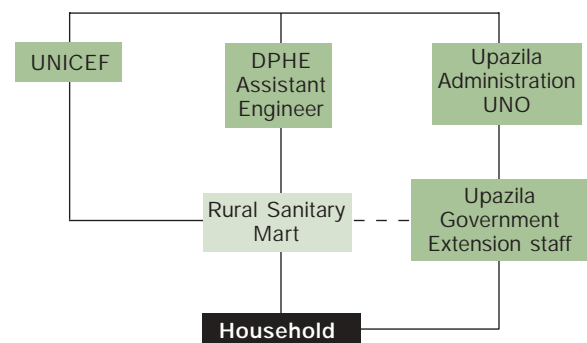 UNICEF
DPHE
Assistant
Engineer
Upazila
Administration
UNO
Rural Sanitary
Mart
Upazila
Government
Extension staff
Household